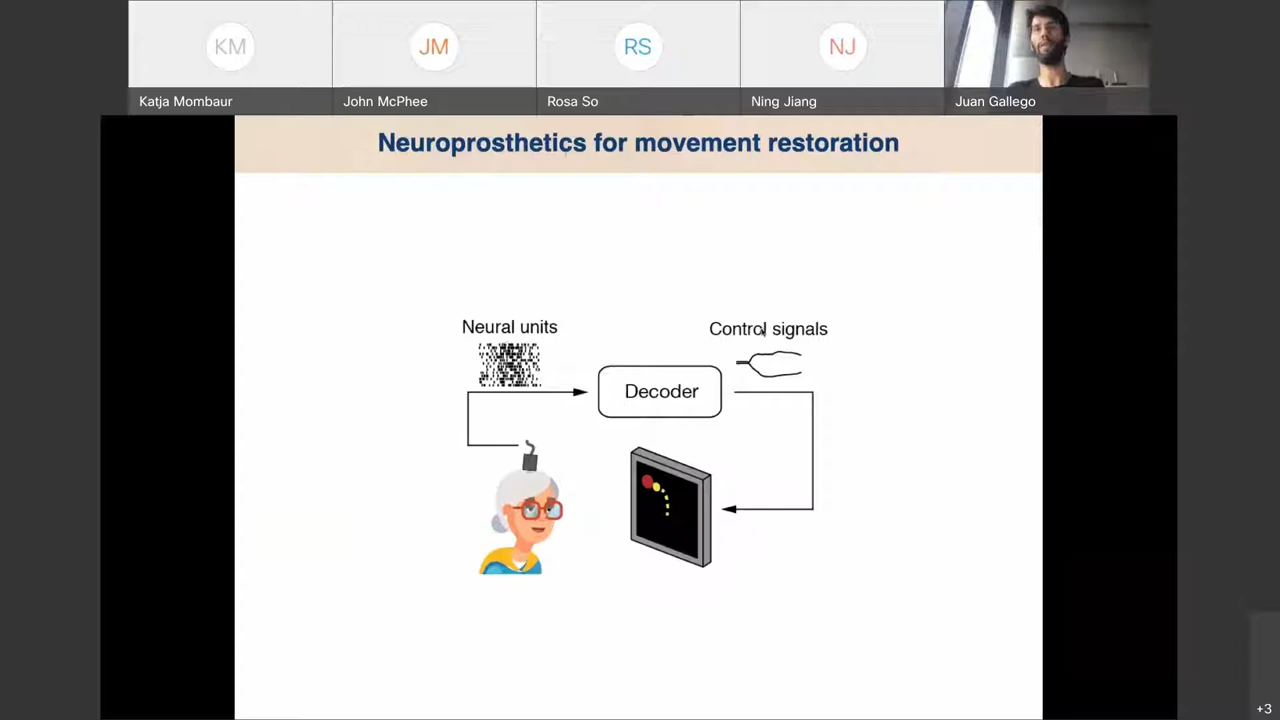 KM
JM
RS
NJ
Katja Mombaur
John McPhee
Rosa So
Ning Jiang
Juan Gallego
Neuroprosthetics for movement restoration
Neural units
Control signals
Decoder
+3